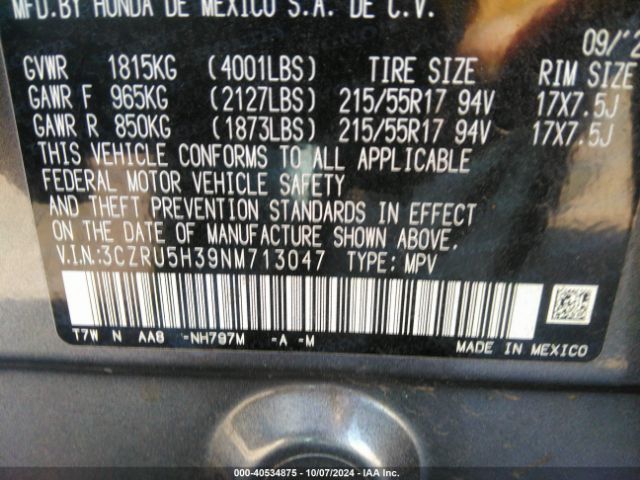 MFD.BY HONDA DE MEXICO S.A. DE C.V.
09/2
GVWR 1815KG (4001LBS) TIRE SIZE RIM SIZE
GAWR F 965KG (2127LBS) 215/55R17 94V 17X7.5J
GAWR R 850KG (1873LBS) 215/55R17 94V 17X7.5J
THIS VEHICLE CONFORMS TO ALL APPLICABLE
FEDERAL MOTOR VEHICLE SAFETY
AND THEFT PREVENTION STANDARDS IN EFFECT
ON THE DATE OF MANUFACTURE SHOWN ABOVE.
V.I.N.:3CZRU5H39NM713047 TYPE: MPV
T7W N AA8 -NH797M -A -M
MADE IN MEXICO
000-40534875 - 10/07/2024 - IAA Inc.